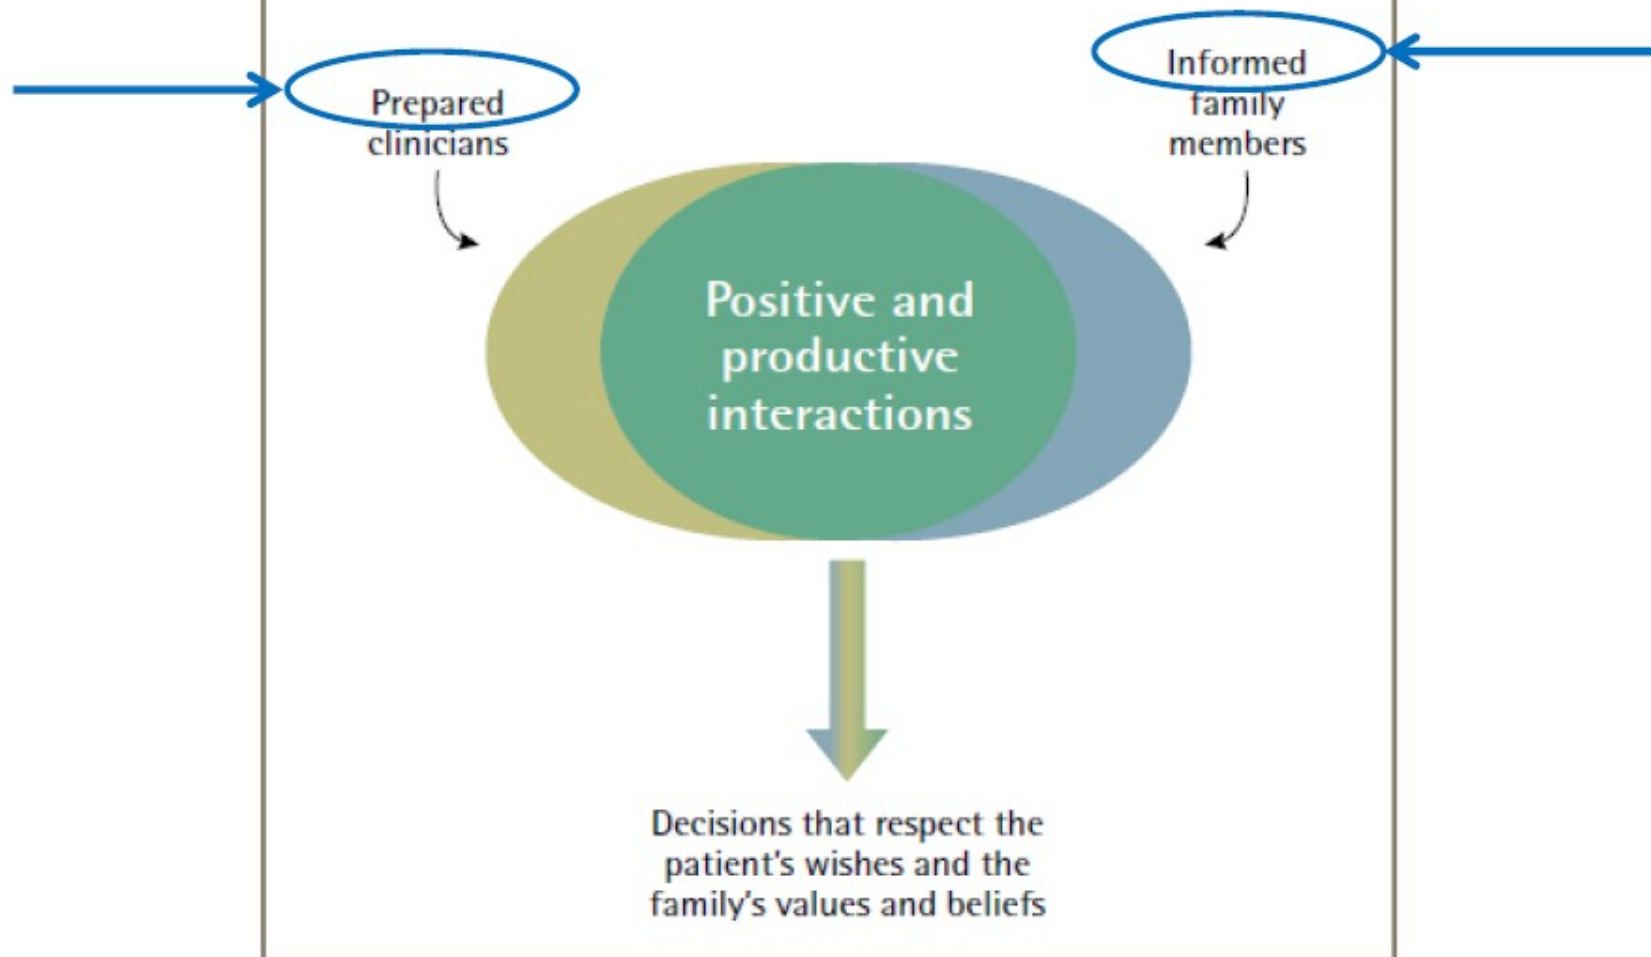 Prepared
clinicians
Informed
family
members
Positive and
productive
interactions
Decisions that respect the
patient's wishes and the
family's values and beliefs